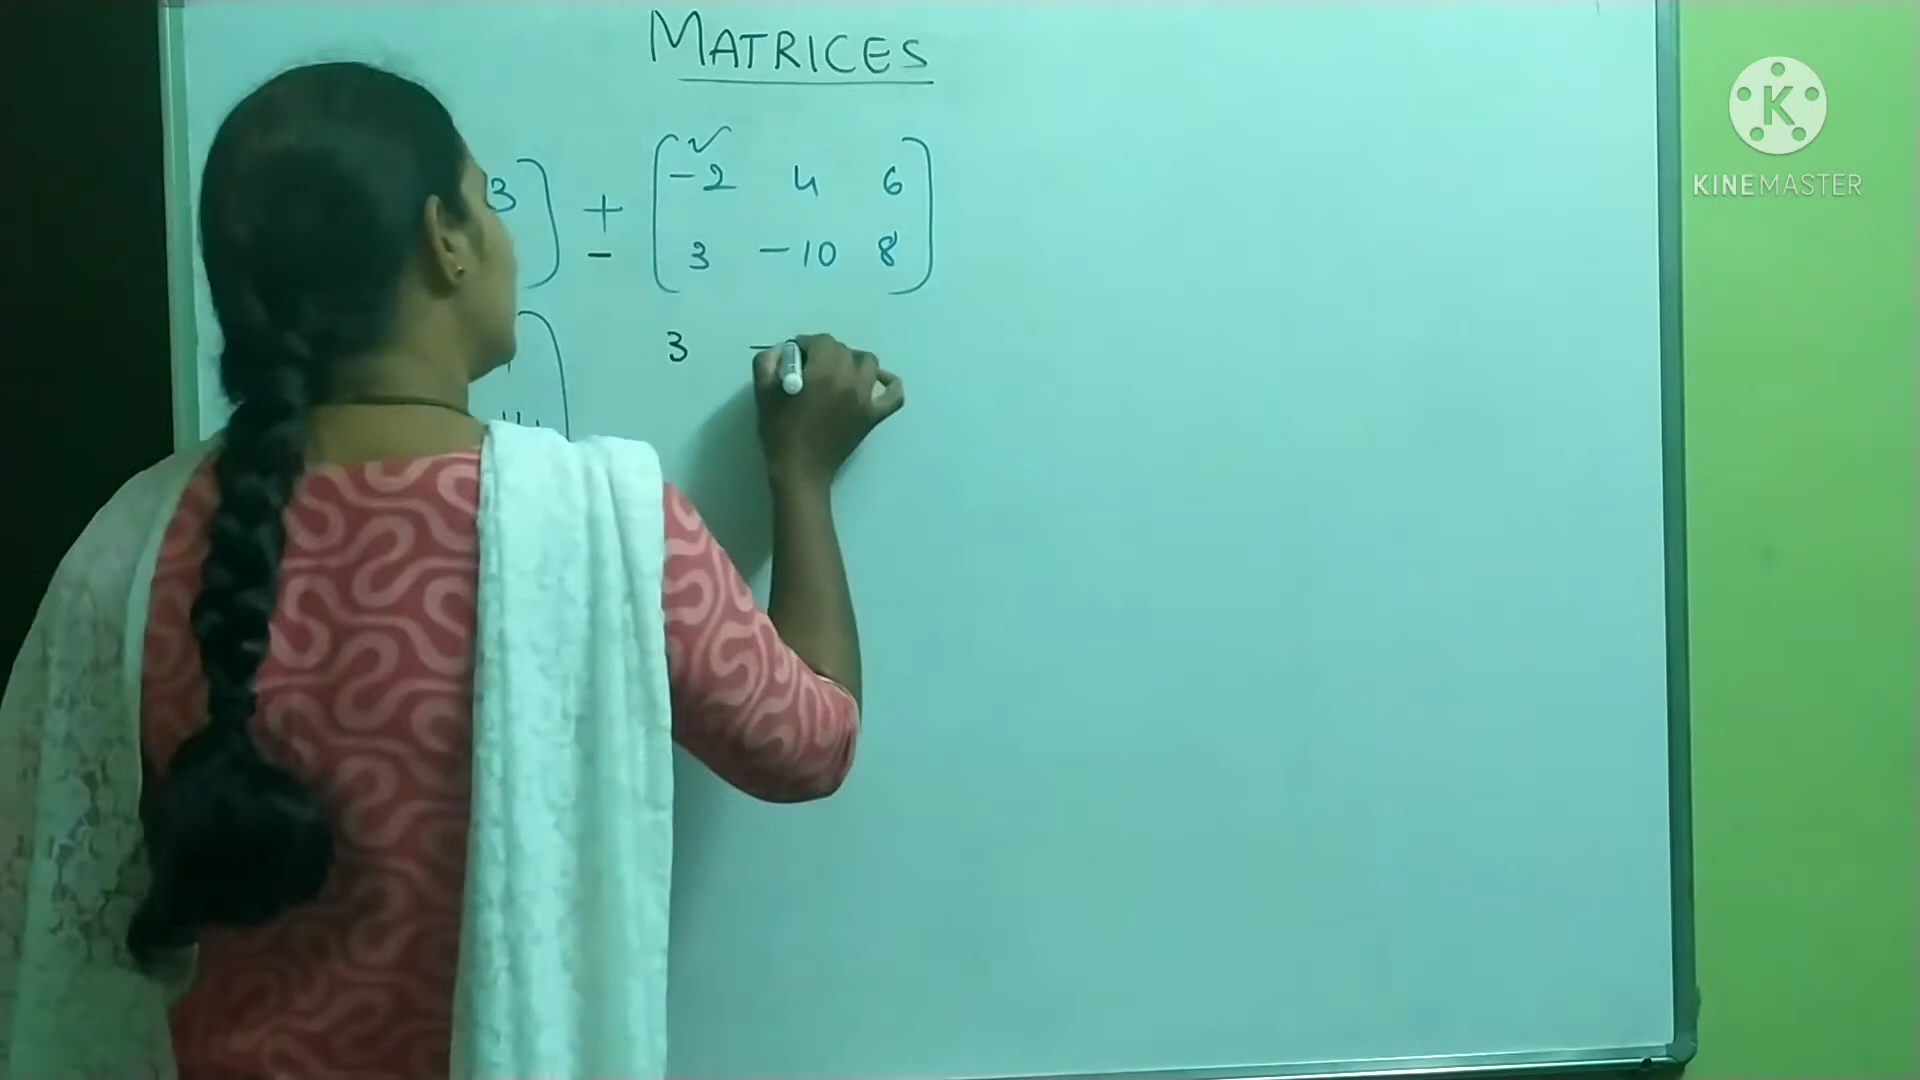 MATRICES
3 ) + ( -2 4 6 )
- ( 3 -10 8 )
3 -
KINEMASTER